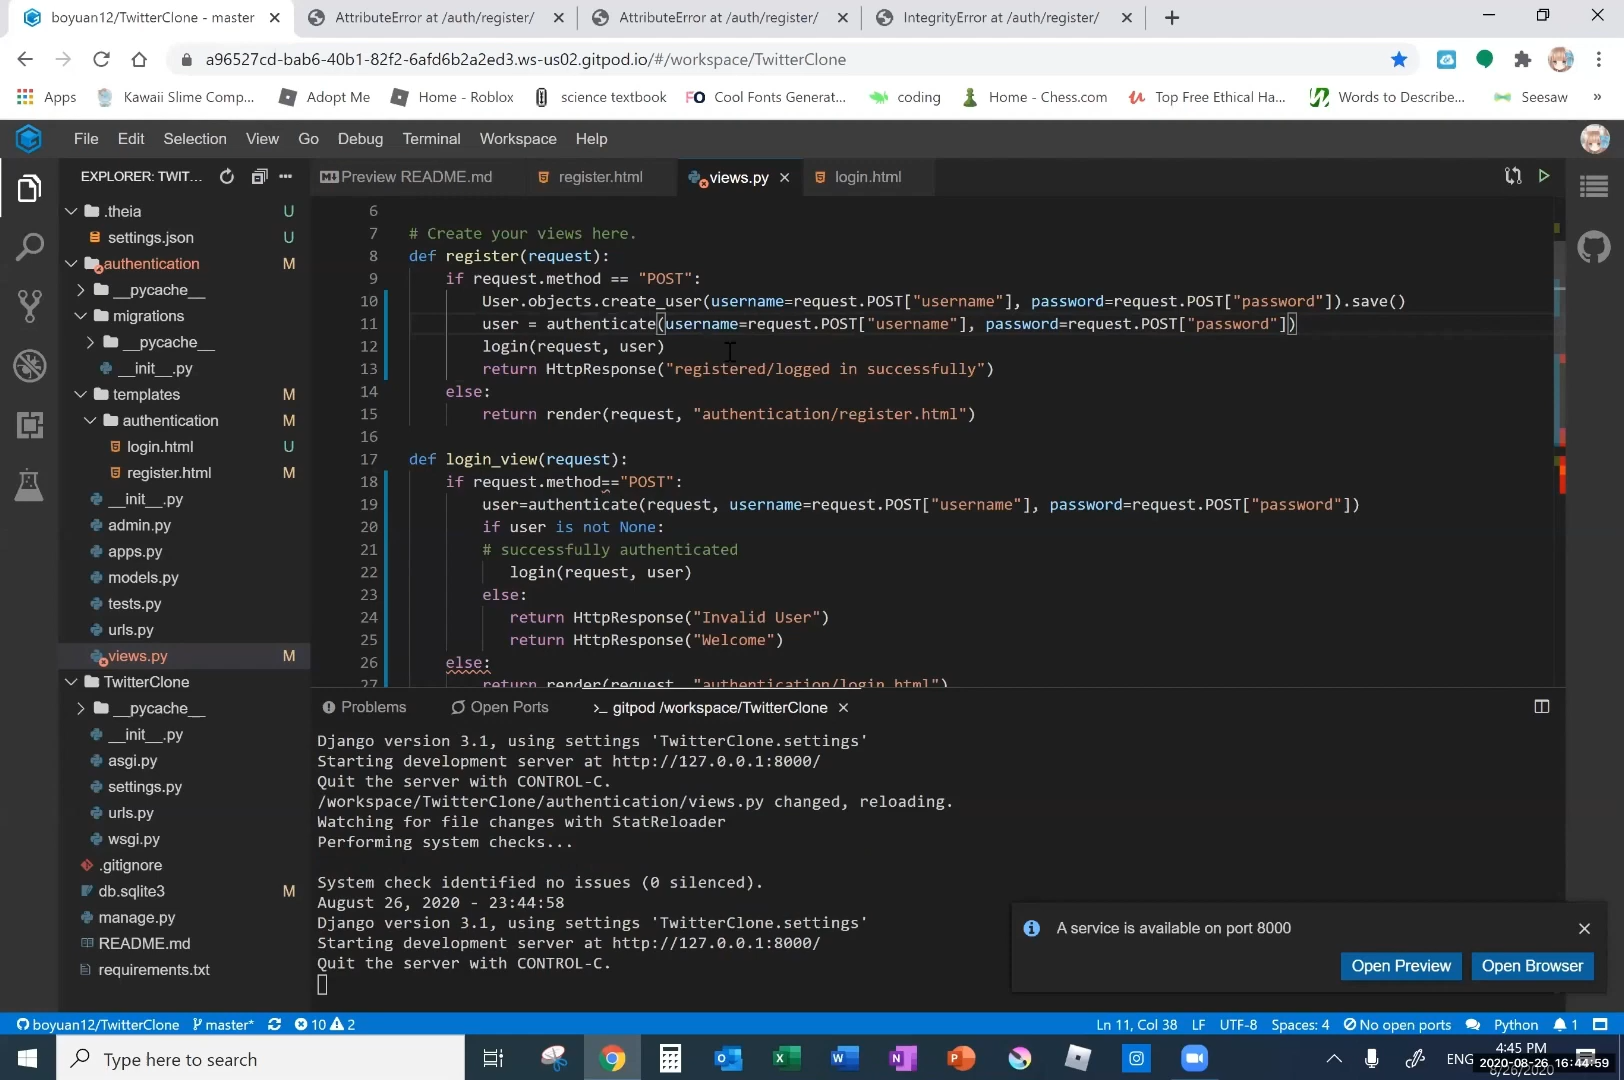 boyuan12/TwitterClone - master
AttributeError at /auth/register/
AttributeError at /auth/register/
IntegrityError at /auth/register/
a96527cd-bab6-40b1-82f2-6afd6b2a2ed3.ws-us02.gitpod.io/#/workspace/TwitterClone
Apps
Kawaii Slime Comp...
Adopt Me
Home - Roblox
science textbook
FO Cool Fonts Generat...
coding
Home - Chess.com
Top Free Ethical Ha...
Words to Describe...
Seesaw
»
File Edit Selection View Go Debug Terminal Workspace Help
EXPLORER: TWIT...
Preview README.md
register.html
views.py
login.html
.theia U
settings.json U
authentication M
__pycache__
migrations
__pycache__
__init__.py
templates M
authentication M
login.html U
register.html M
__init__.py
admin.py
apps.py
models.py
tests.py
urls.py
views.py M
TwitterClone
__pycache__
__init__.py
asgi.py
settings.py
urls.py
wsgi.py
.gitignore
db.sqlite3 M
manage.py
README.md
requirements.txt
6
7 # Create your views here.
8 def register(request):
9 if request.method == "POST":
10 User.objects.create_user(username=request.POST["username"], password=request.POST["password"]).save()
11 user = authenticate(username=request.POST["username"], password=request.POST["password"])
12 login(request, user)
13 return HttpResponse("registered/logged in successfully")
14 else:
15 return render(request, "authentication/register.html")
16
17 def login_view(request):
18 if request.method=="POST":
19 user=authenticate(request, username=request.POST["username"], password=request.POST["password"])
20 if user is not None:
21 # successfully authenticated
22 login(request, user)
23 else:
24 return HttpResponse("Invalid User")
25 return HttpResponse("Welcome")
26 else:
27 return render(request, "authentication/login.html")
Problems
Open Ports
>_ gitpod /workspace/TwitterClone
Django version 3.1, using settings 'TwitterClone.settings'
Starting development server at http://127.0.0.1:8000/
Quit the server with CONTROL-C.
/workspace/TwitterClone/authentication/views.py changed, reloading.
Watching for file changes with StatReloader
Performing system checks...
System check identified no issues (0 silenced).
August 26, 2020 - 23:44:58
Django version 3.1, using settings 'TwitterClone.settings'
Starting development server at http://127.0.0.1:8000/
Quit the server with CONTROL-C.
A service is available on port 8000
Open Preview
Open Browser
boyuan12/TwitterClone master* 10 2
Ln 11, Col 38 LF UTF-8 Spaces: 4 No open ports Python 1
Type here to search
ENG
4:45 PM
2020-08-26 16:44:59